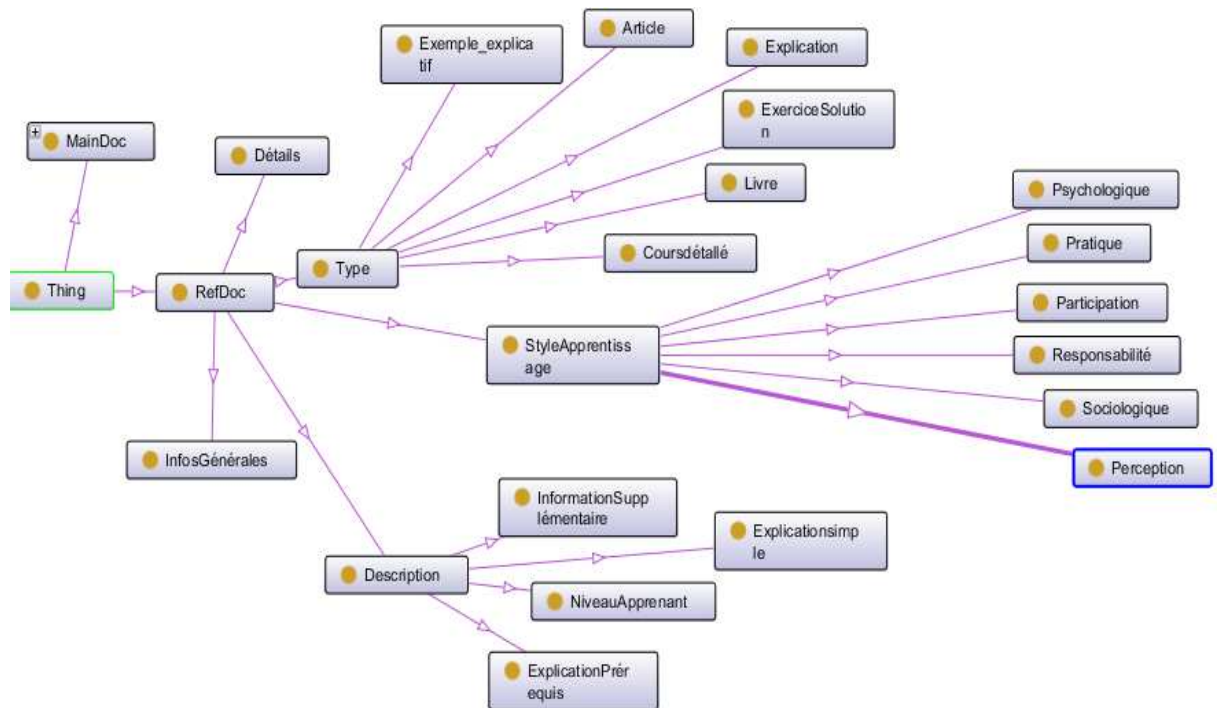 Article
Exemple_explica
tif
Explication
ExerciceSolutio
n
MainDoc
Détails
Livre
Psychologique
Pratique
Coursdétallé
Type
Thing
RefDoc
Participation
StyleApprentiss
age
Responsabilité
Sociologique
InfosGénérales
Perception
InformationSupp
lémentaire
Explicationsimp
le
Description
NiveauApprenant
ExplicationPrér
equis